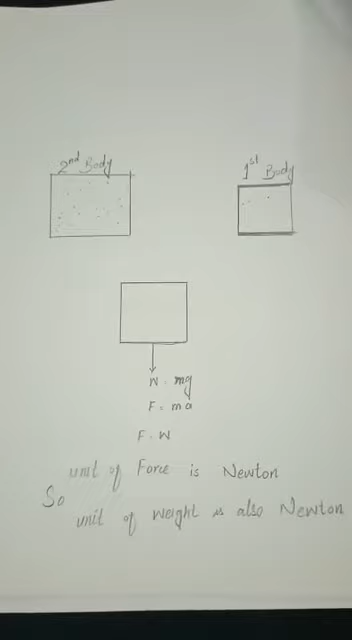 2nd Body
1st Body
W = mg
F = ma
F = W
unit of Force is Newton
So
unit of weight is also Newton